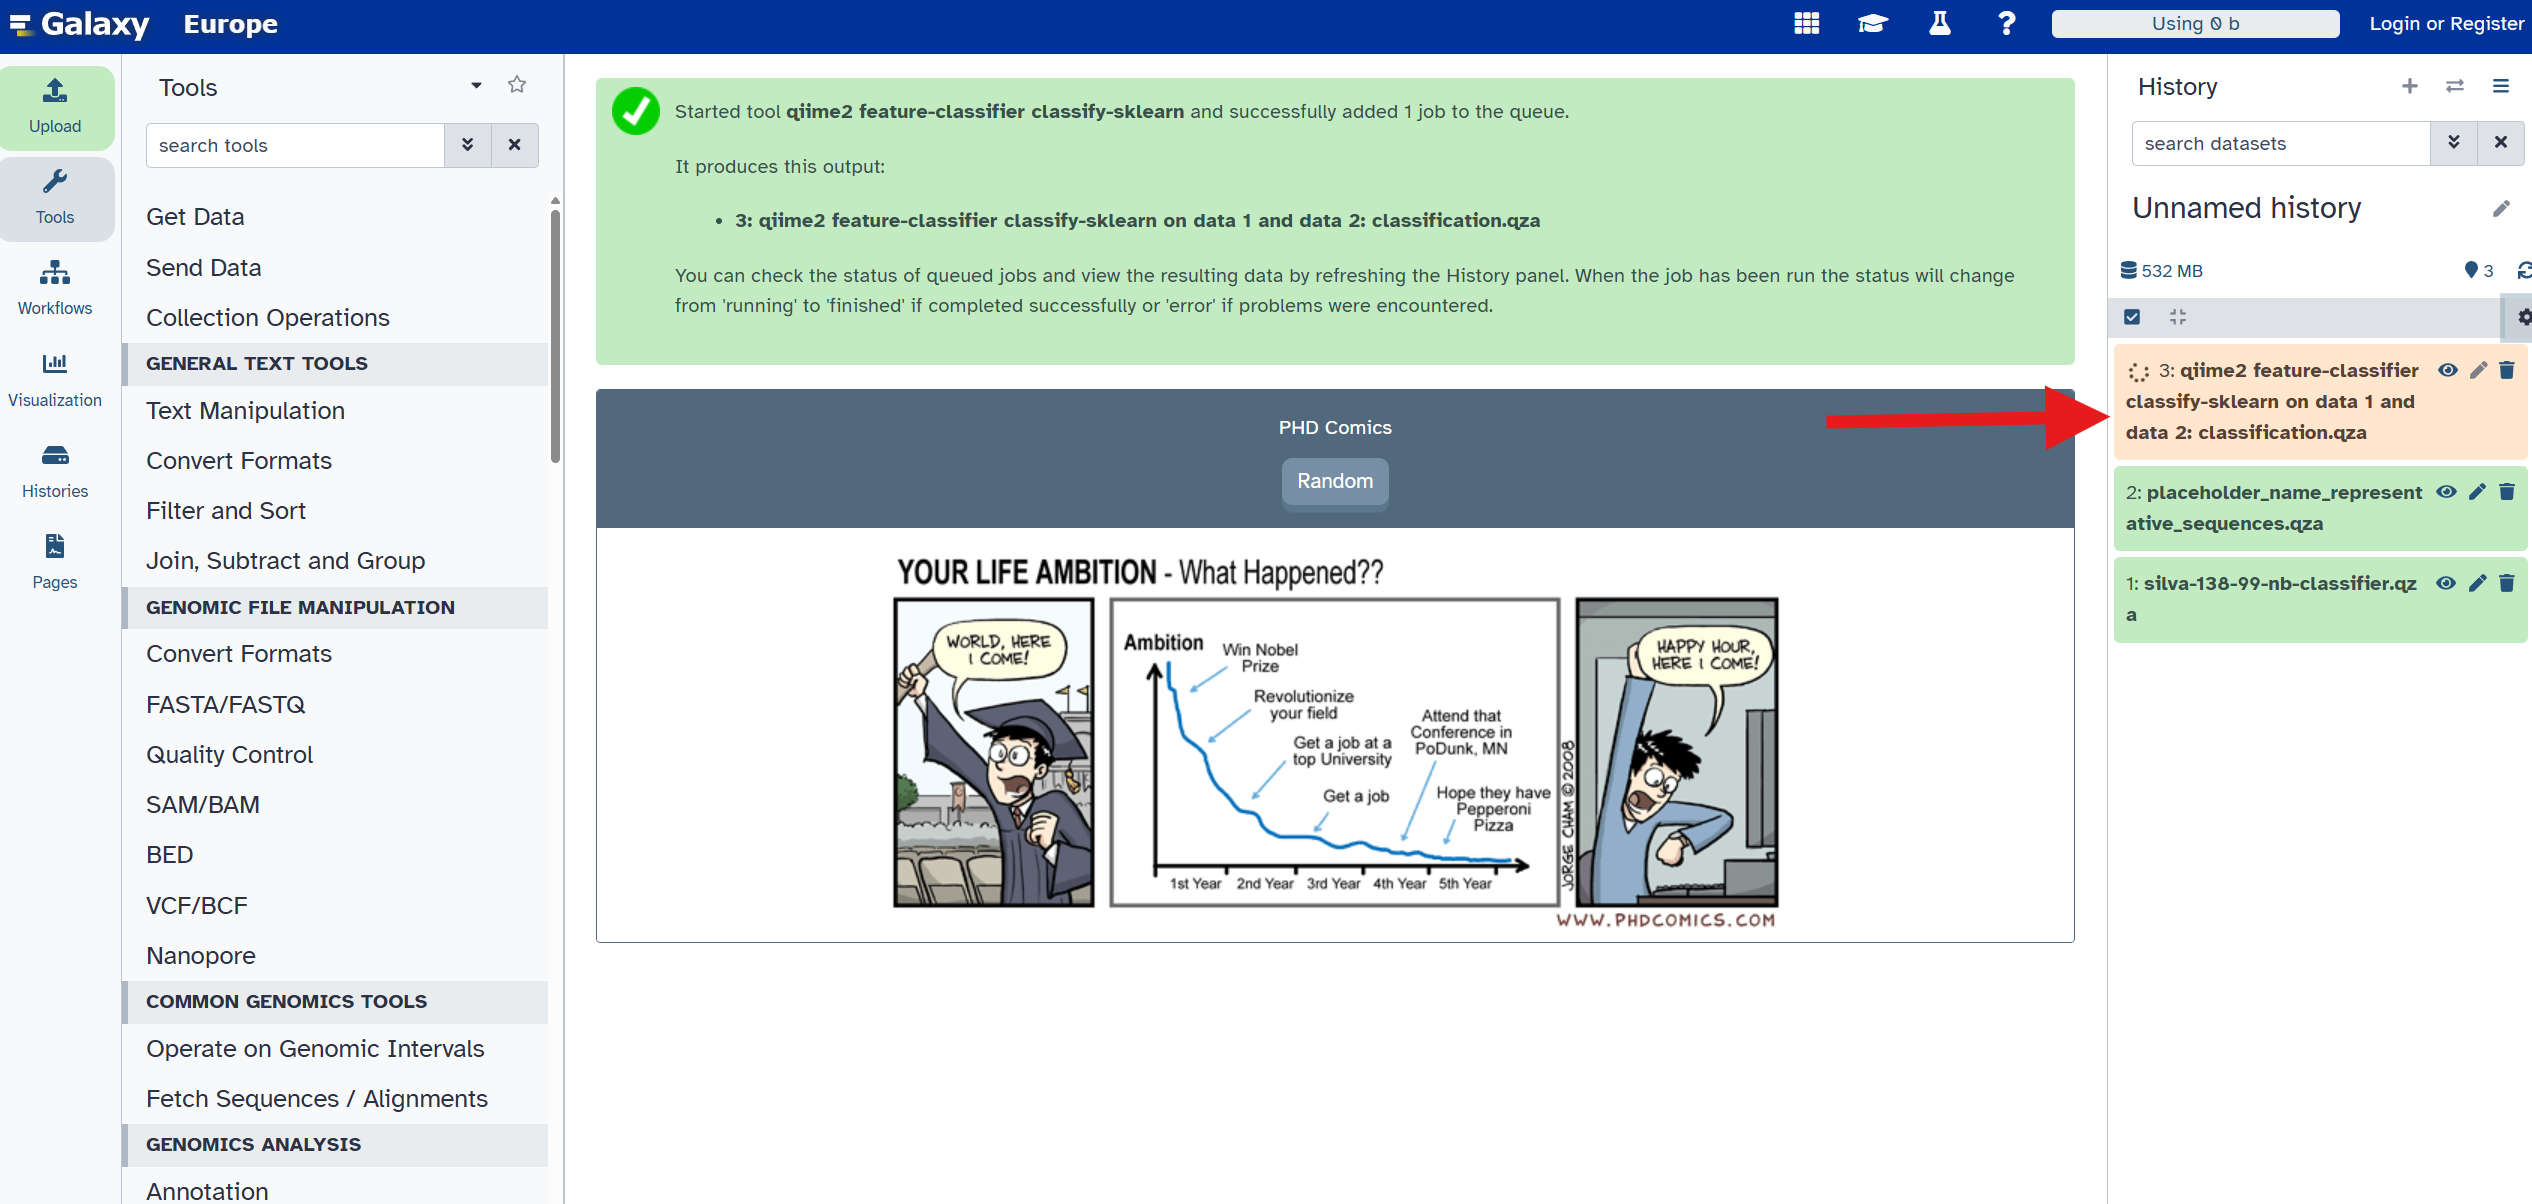 Galaxy Europe
Using 0 b
Login or Register
Upload
Tools
Workflows
Visualization
Histories
Pages
Tools
search tools
Get Data
Send Data
Collection Operations
GENERAL TEXT TOOLS
Text Manipulation
Convert Formats
Filter and Sort
Join, Subtract and Group
GENOMIC FILE MANIPULATION
Convert Formats
FASTA/FASTQ
Quality Control
SAM/BAM
BED
VCF/BCF
Nanopore
COMMON GENOMICS TOOLS
Operate on Genomic Intervals
Fetch Sequences / Alignments
GENOMICS ANALYSIS
Annotation
Started tool qiime2 feature-classifier classify-sklearn and successfully added 1 job to the queue.
It produces this output:
• 3: qiime2 feature-classifier classify-sklearn on data 1 and data 2: classification.qza
You can check the status of queued jobs and view the resulting data by refreshing the History panel. When the job has been run the status will change
from 'running' to 'finished' if completed successfully or 'error' if problems were encountered.
PHD Comics
Random
YOUR LIFE AMBITION - What Happened??
WORLD, HERE
I COME!
Ambition
Win Nobel
Prize
Revolutionize
your field
Get a job at a
top University
Get a job
Attend that
Conference in
PoDunk, MN
Hope they have
Pepperoni
Pizza
1st Year 2nd Year 3rd Year 4th Year 5th Year
JORGE CHAM © 2008
HAPPY HOUR,
HERE I COME!
WWW.PHDCOMICS.COM
History
search datasets
Unnamed history
532 MB
3
3: qiime2 feature-classifier
classify-sklearn on data 1 and
data 2: classification.qza
2: placeholder_name_represent
ative_sequences.qza
1: silva-138-99-nb-classifier.qz
a